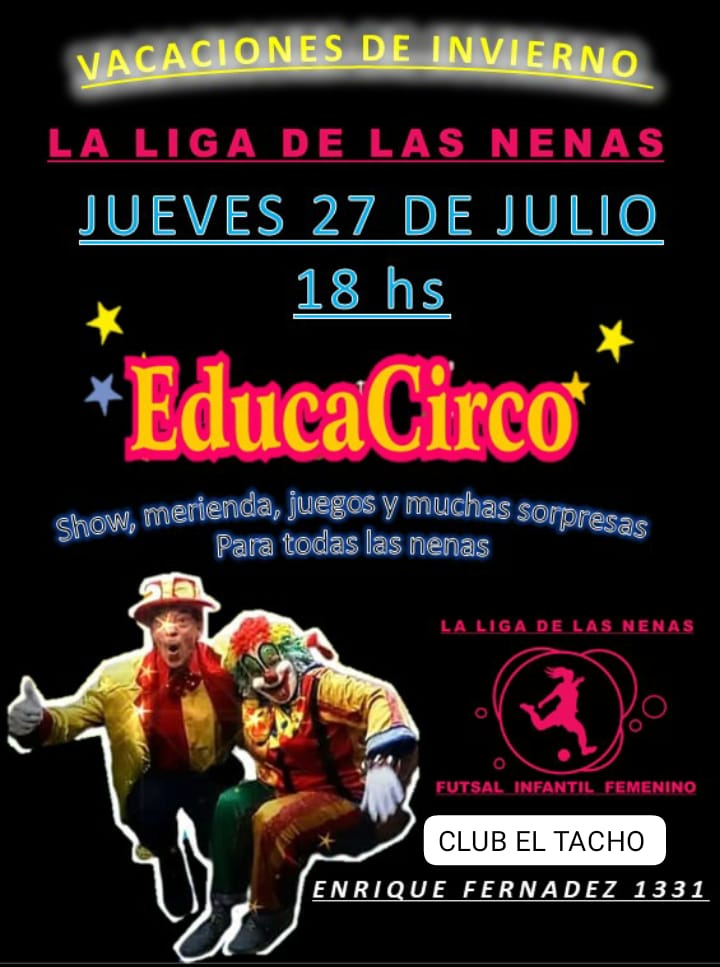 VACACIONES DE INVIERNO
LA LIGA DE LAS NENAS
JUEVES 27 DE JULIO
18 hs
EducaCirco
Show, merienda, juegos y muchas sorpresas
Para todas las nenas
LA LIGA DE LAS NENAS
FUTSAL INFANTIL FEMENINO
CLUB EL TACHO
ENRIQUE FERNADEZ 1331